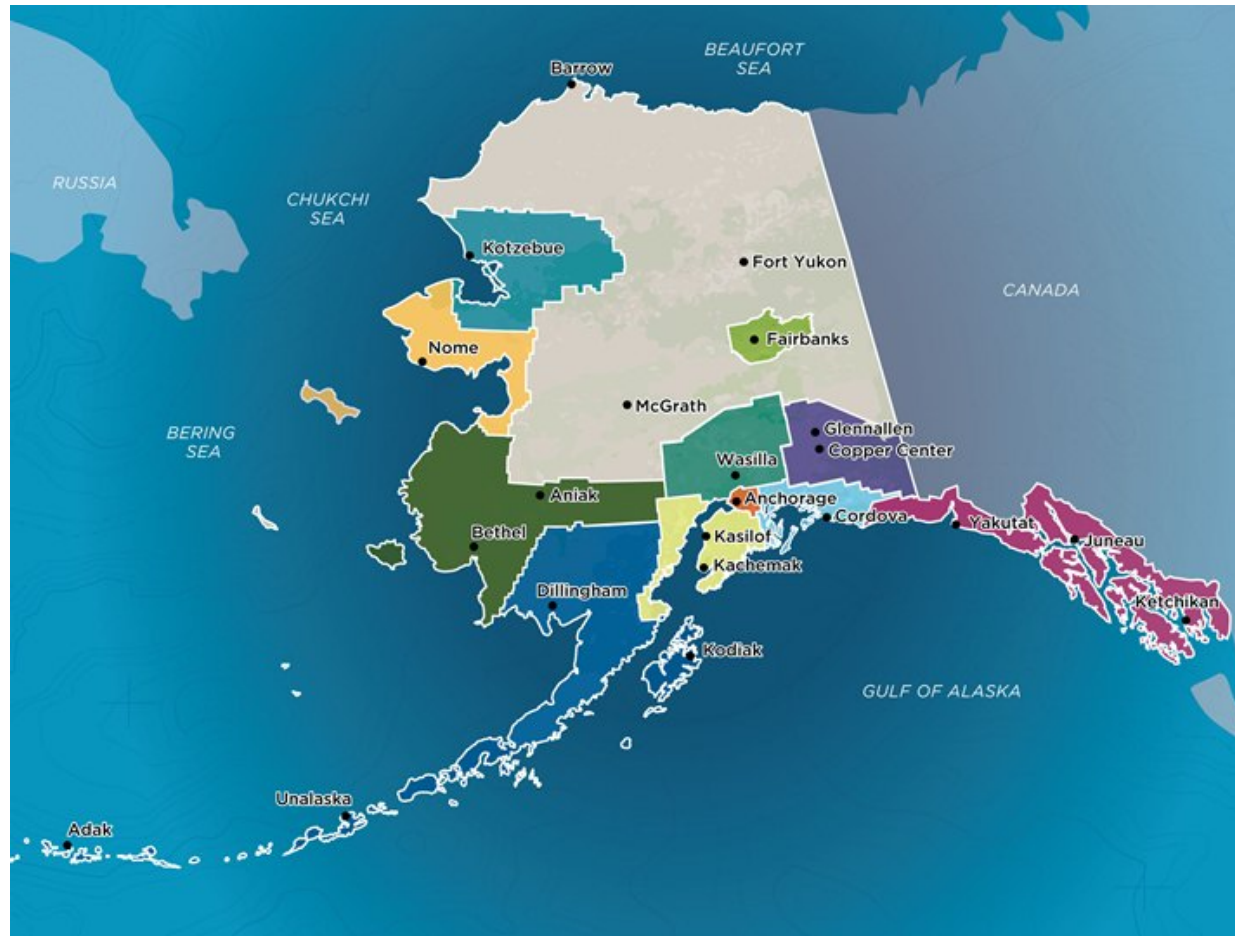 BEAUFORT
SEA
Barrow
RUSSIA
CHUKCHI
SEA
Kotzebue
Fort Yukon
CANADA
Nome
Fairbanks
McGrath
BERING
SEA
Glennallen
Copper Center
Wasilla
Aniak
Anchorage
Cordova
Yakutat
Bethel
Kasilof
Juneau
Kachemak
Dillingham
Ketchikan
Kodiak
GULF OF ALASKA
Unalaska
Adak